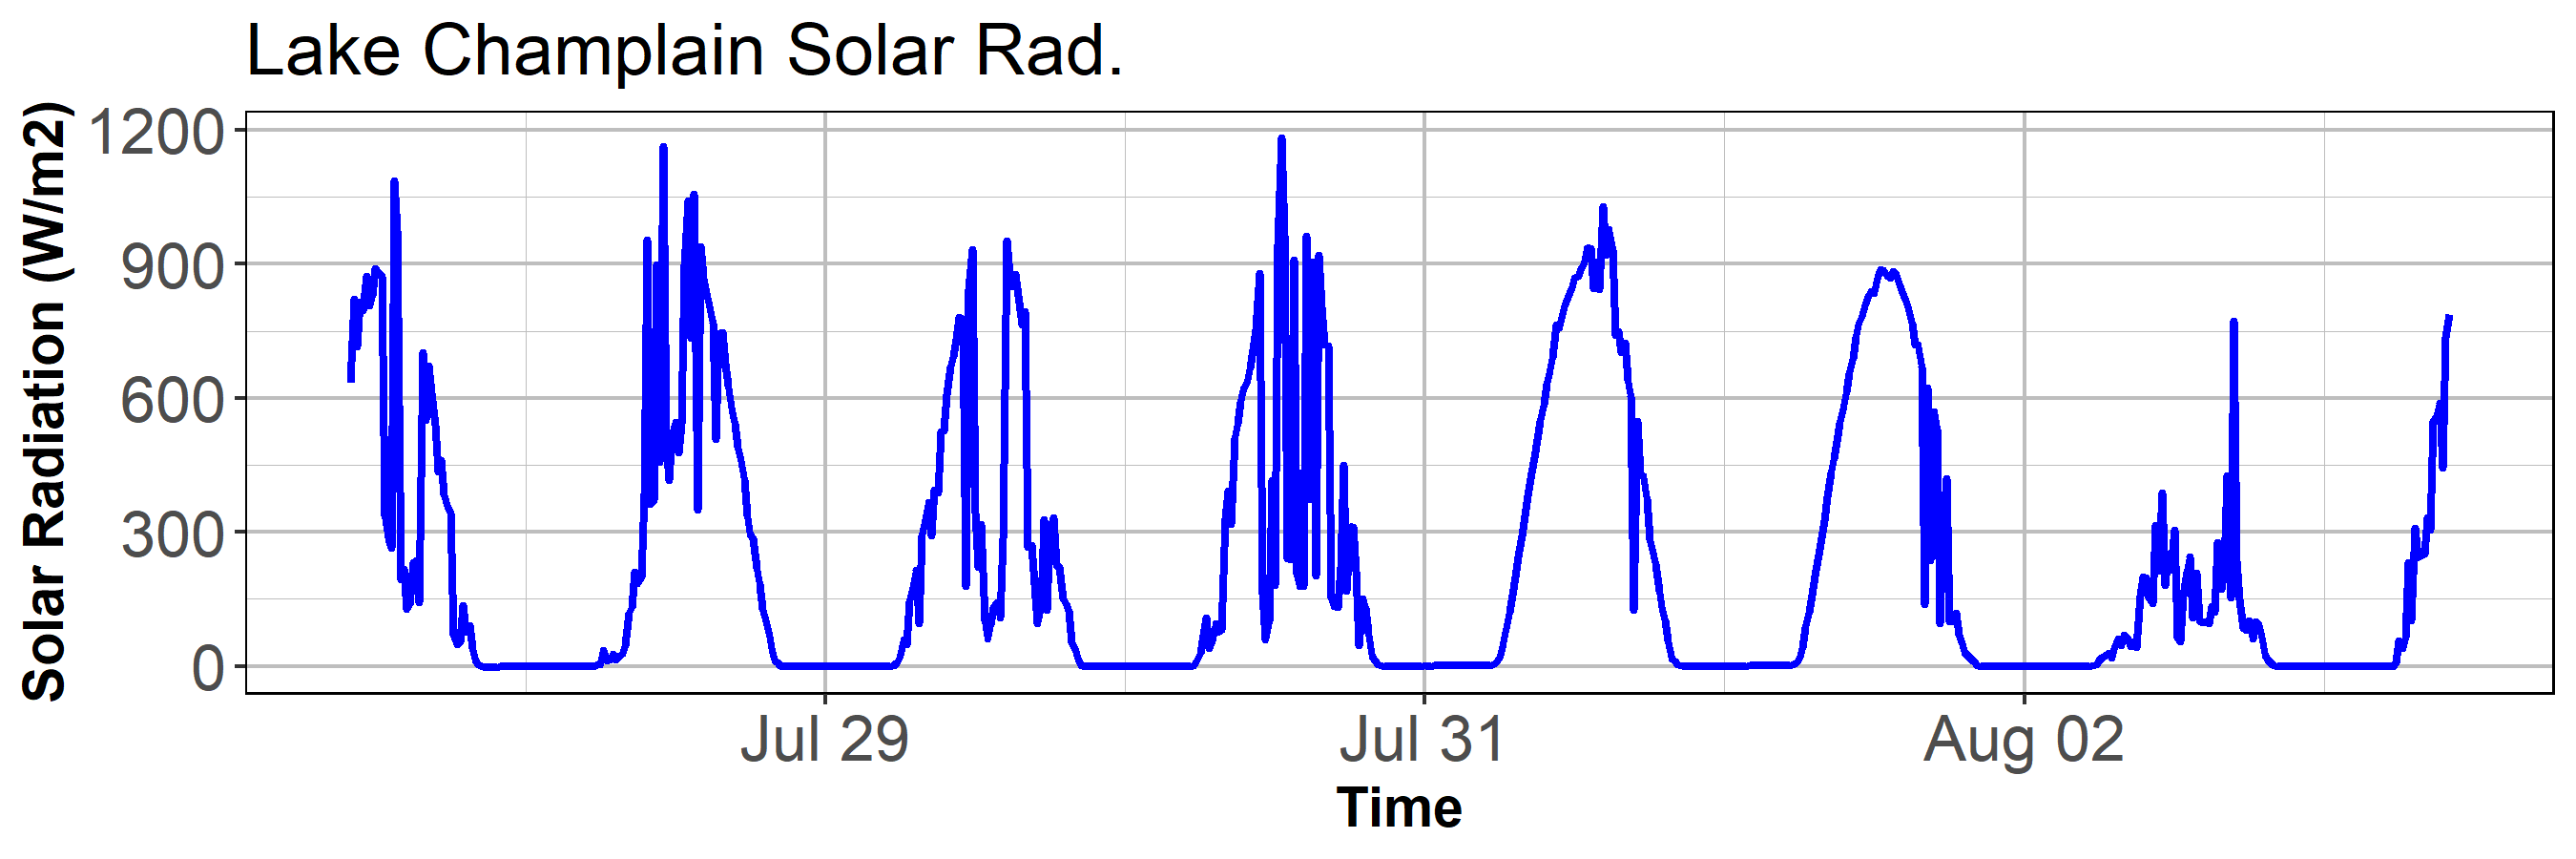 Lake Champlain Solar Rad.
Solar Radiation (W/m2)
1200
900
600
300
0
Jul 29
Jul 31
Aug 02
Time